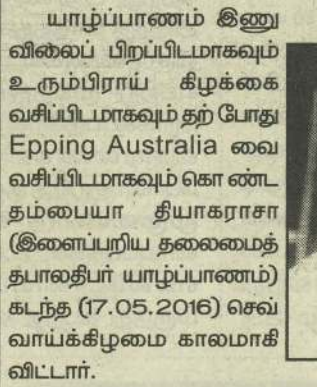 யாழ்ப்பாணம் இணு
விலைப் பிறப்பிடமாகவும்
உரும்பிராய் கிழக்கை
வசிப்பிடமாகவும் தற் போது
Epping Australia வை
வசிப்பிடமாகவும் கொ ண்ட
தம்பையா தியாகராசா
(இளைப்பறிய தலைமைத்
தபாலதிபர் யாழ்ப்பாணம்)
கடந்த (17.05.2016) செவ்
வாய்க்கிழமை காலமாகி
விட்டார்.